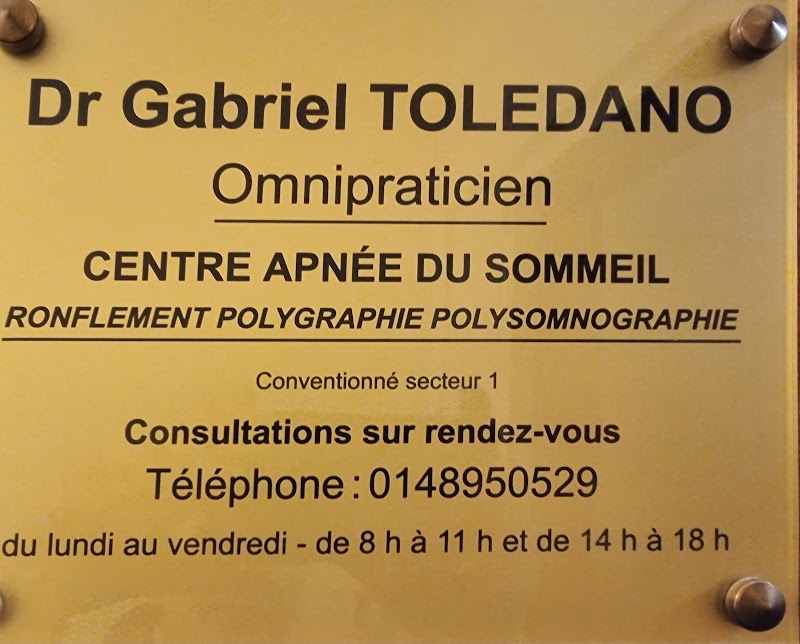 Dr Gabriel TOLEDANO
Omnipraticien
CENTRE APNÉE DU SOMMEIL
RONFLEMENT POLYGRAPHIE POLYSOMNOGRAPHIE
Conventionné secteur 1
Consultations sur rendez-vous
Téléphone : 0148950529
du lundi au vendredi - de 8 h à 11 h et de 14 h à 18 h